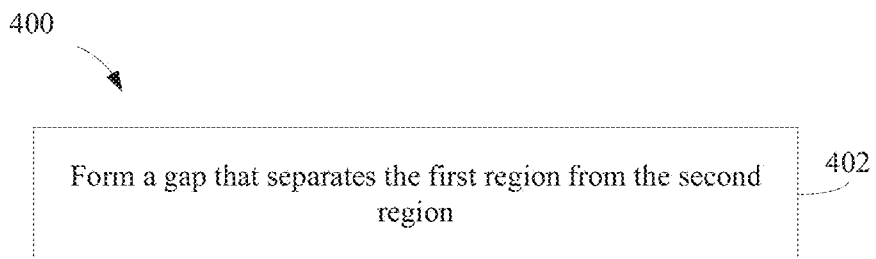 400
Form a gap that separates the first region from the second
region
402